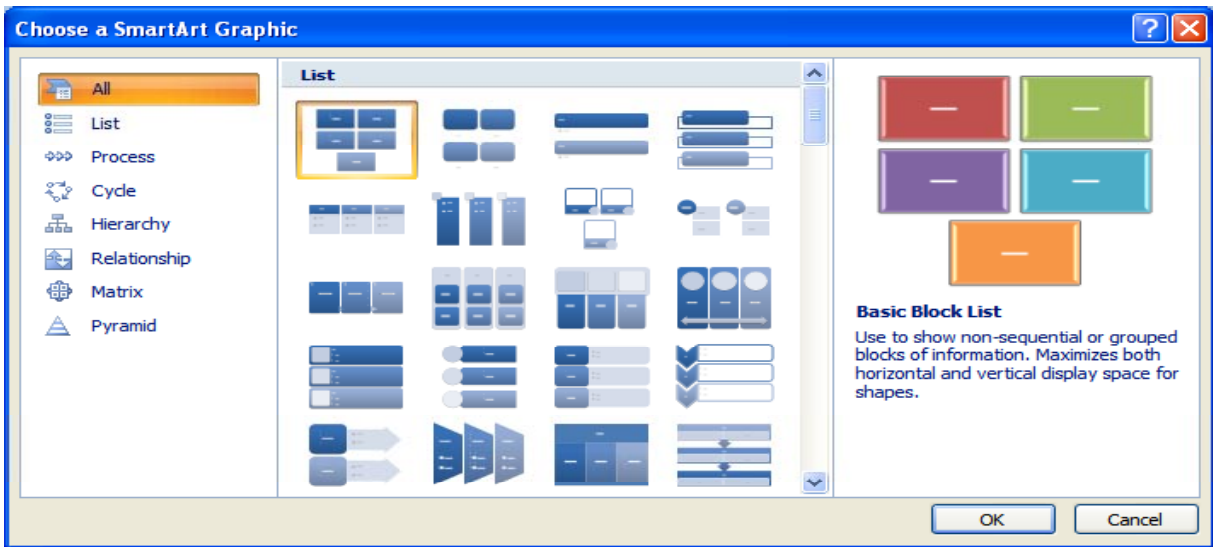 Choose a SmartArt Graphic
All
List
Process
Cycle
Hierarchy
Relationship
Matrix
Pyramid
List
Basic Block List
Use to show non-sequential or grouped
blocks of information. Maximizes both
horizontal and vertical display space for
shapes.
OK
Cancel